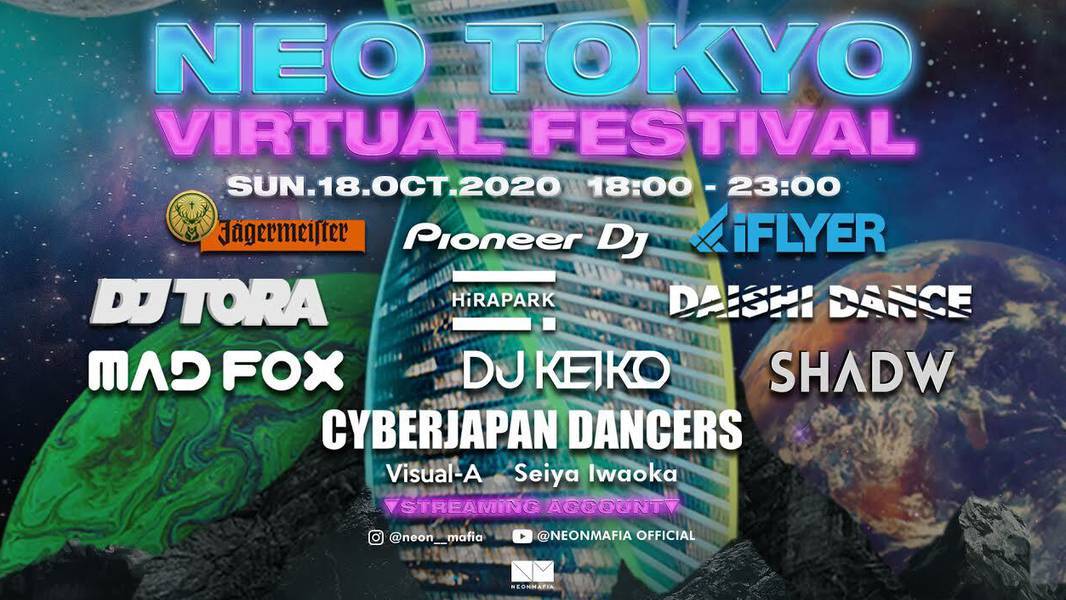 NEO TOKYO
VIRTUAL FESTIVAL
SUN.18.OCT.2020 18:00 - 23:00
Jägermeister Pioneer Dj iFLYER
DJ TORA HiRAPARK DAISHI DANCE
MAD FOX DJ KEIKO SHADW
CYBERJAPAN DANCERS
Visual-A Seiya Iwaoka
▼STREAMING ACCOUNT▼
@neon__mafia @NEONMAFIA OFFICIAL
NM
NEONMAFIA